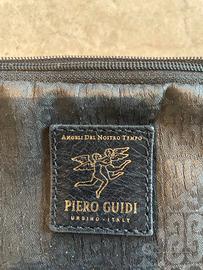 ANGELI DEL NOSTRO TEMPO
PIERO GUIDI
URBINO - ITALY